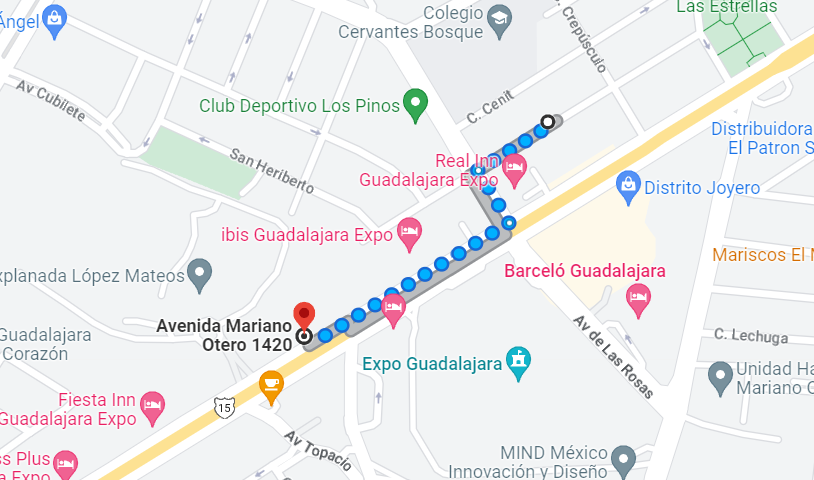 Las Estrellas
Colegio
Cervantes Bosque
Crepúsculo
Ángel
Av Cubilete
Club Deportivo Los Pinos
C. Cenit
Distribuidora
El Patron S
San Heriberto
Real Inn
Guadalajara Expo
Distrito Joyero
ibis Guadalajara Expo
Mariscos El
xplanada López Mateos
Barceló Guadalajara
Avenida Mariano
Otero 1420
Guadalajara
Corazón
Av de Las Rosas
C. Lechuga
Expo Guadalajara
Unidad Ha
Mariano O
Fiesta Inn
Guadalajara Expo
15
Av Topacio
MIND México
Innovación y Diseño
ss Plus
a Expo